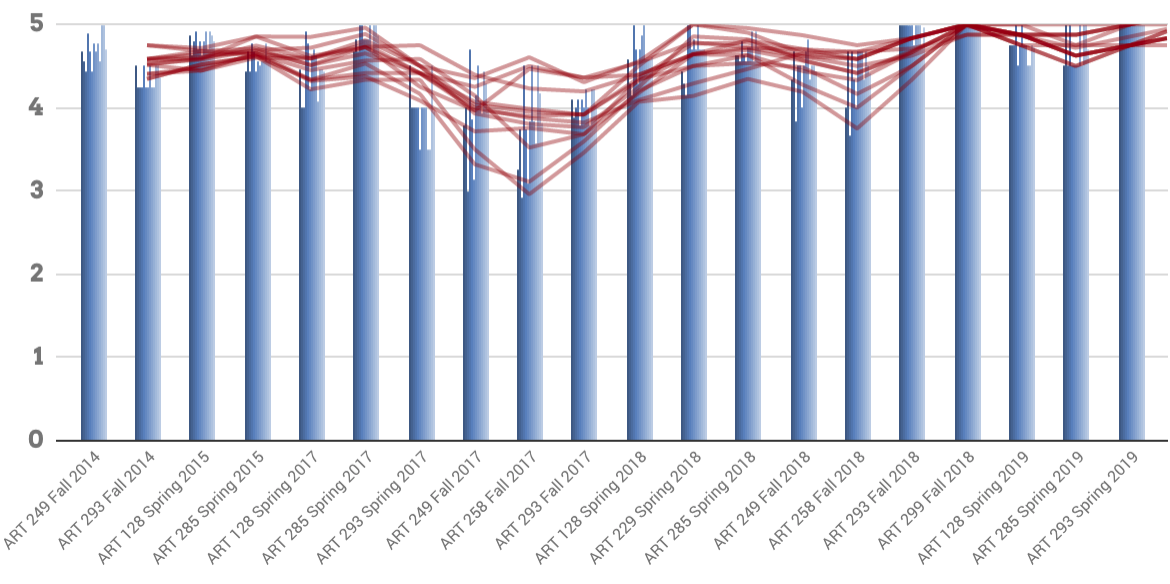 5
4
3
2
1
0
ART 249 Fall 2014
ART 293 Fall 2014
ART 128 Spring 2015
ART 285 Spring 2015
ART 128 Spring 2017
ART 285 Spring 2017
ART 293 Spring 2017
ART 249 Fall 2017
ART 258 Fall 2017
ART 293 Fall 2017
ART 128 Spring 2018
ART 229 Spring 2018
ART 285 Spring 2018
ART 249 Fall 2018
ART 258 Fall 2018
ART 293 Fall 2018
ART 299 Fall 2018
ART 128 Spring 2019
ART 285 Spring 2019
ART 293 Spring 2019